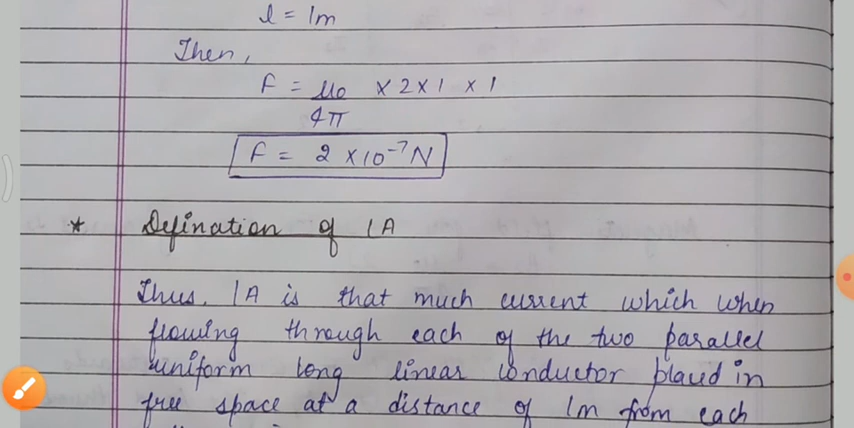 l = 1m
Then,
F = μ0/4π × 2 × 1 × 1
F = 2 × 10⁻⁷ N
* Defination of 1A
Thus, 1A is that much current which when
flowing through each of the two parallel
uniform long linear conductor placed in
free space at a distance of 1m from each